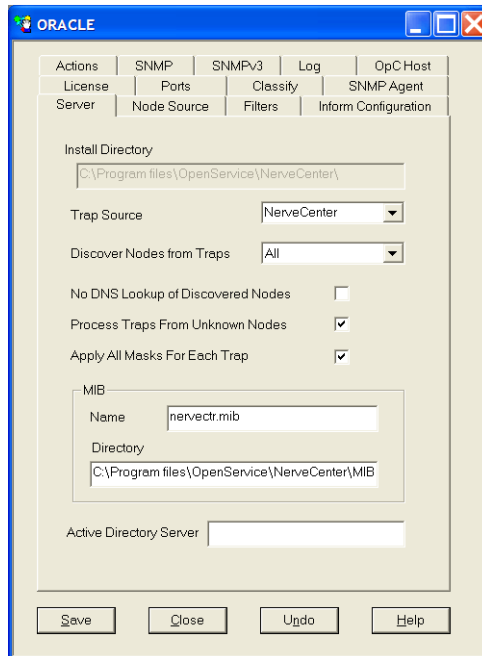 ORACLE
Actions SNMP SNMPv3 Log OpC Host
License Ports Classify SNMP Agent
Server Node Source Filters Inform Configuration
Install Directory
C:\Program files\OpenService\NerveCenter\
Trap Source NerveCenter
Discover Nodes from Traps All
No DNS Lookup of Discovered Nodes
Process Traps From Unknown Nodes
Apply All Masks For Each Trap
MIB
Name nervectr.mib
Directory
C:\Program files\OpenService\NerveCenter\MIB
Active Directory Server
Save Close Undo Help